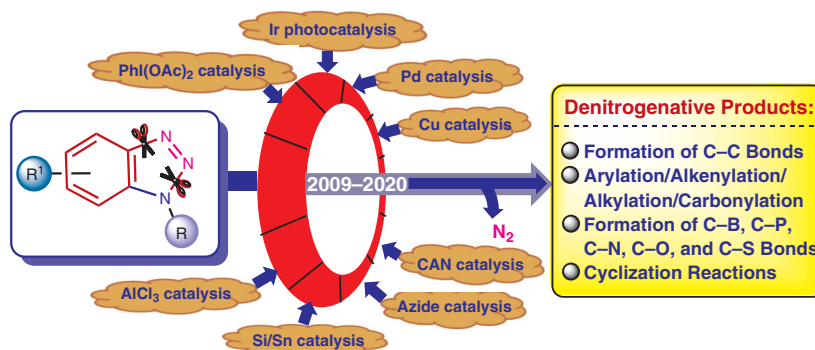 Ir photocatalysis
PhI(OAc)2 catalysis
Pd catalysis
Cu catalysis
R1
N
N
N
R
2009–2020
N2
CAN catalysis
AlCl3 catalysis
Azide catalysis
Si/Sn catalysis
Denitrogenative Products:
Formation of C–C Bonds
Arylation/Alkenylation/
Alkylation/Carbonylation
Formation of C–B, C–P,
C–N, C–O, and C–S Bonds
Cyclization Reactions